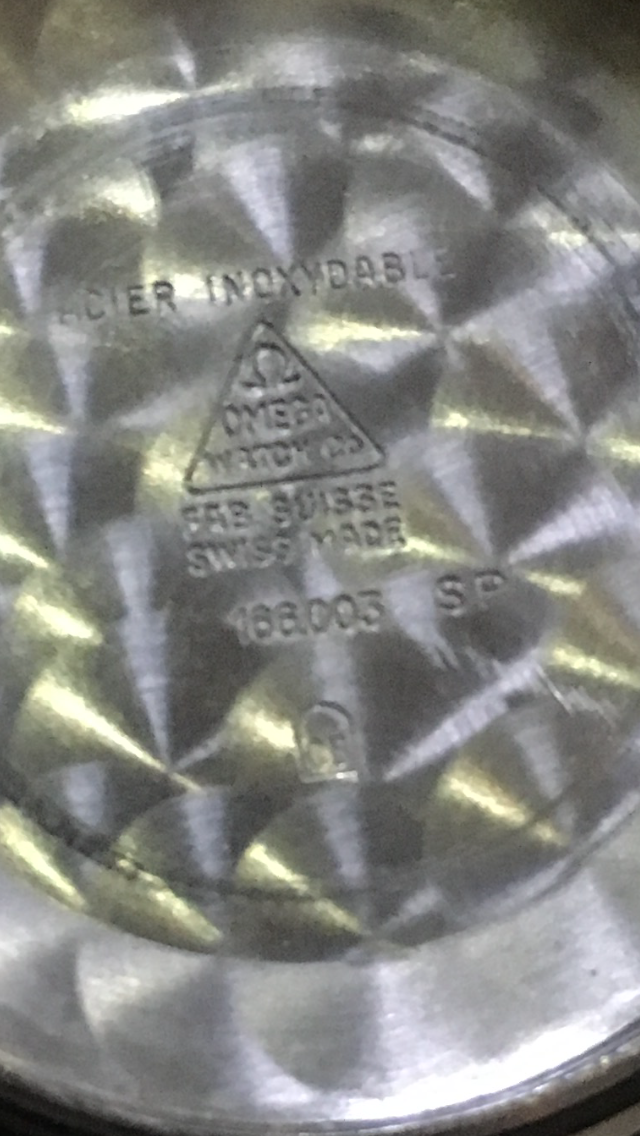 ACIER INOXYDABLE
Ω
OMEGA
WATCH Co
FAB. SUISSE
SWISS MADE
166.003 SP